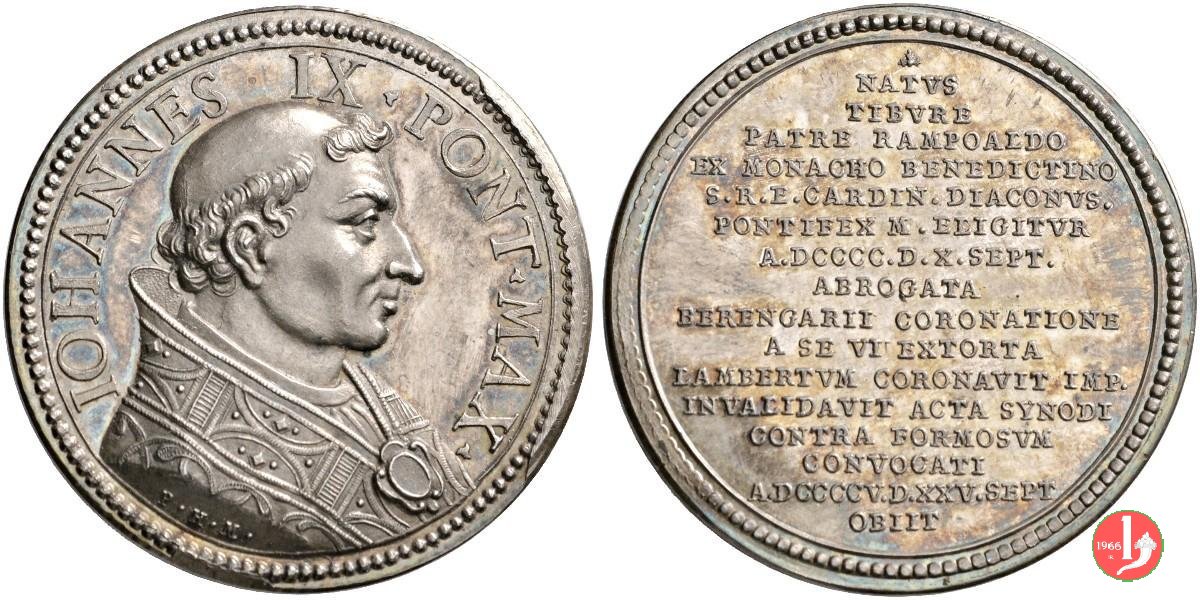 IOHANNES · IX · PONT · MAX ·
P · H · M ·
NATVS
TIBVRE
PATRE RAMPOALDO
EX MONACHO BENEDICTINO
S. R. E. CARDIN. DIACONVS.
PONTIFEX M. ELIGITVR
A. DCCCC. D. X. SEPT.
ABROGATA
BERENGARII CORONATIONE
A SE VI EXTORTA
LAMBERTVM CORONAVIT IMP.
INVALIDAVIT ACTA SYNODI
CONTRA FORMOSVM
CONVOCATI
A. DCCCCV. D. XXV. SEPT
OBIIT
1966